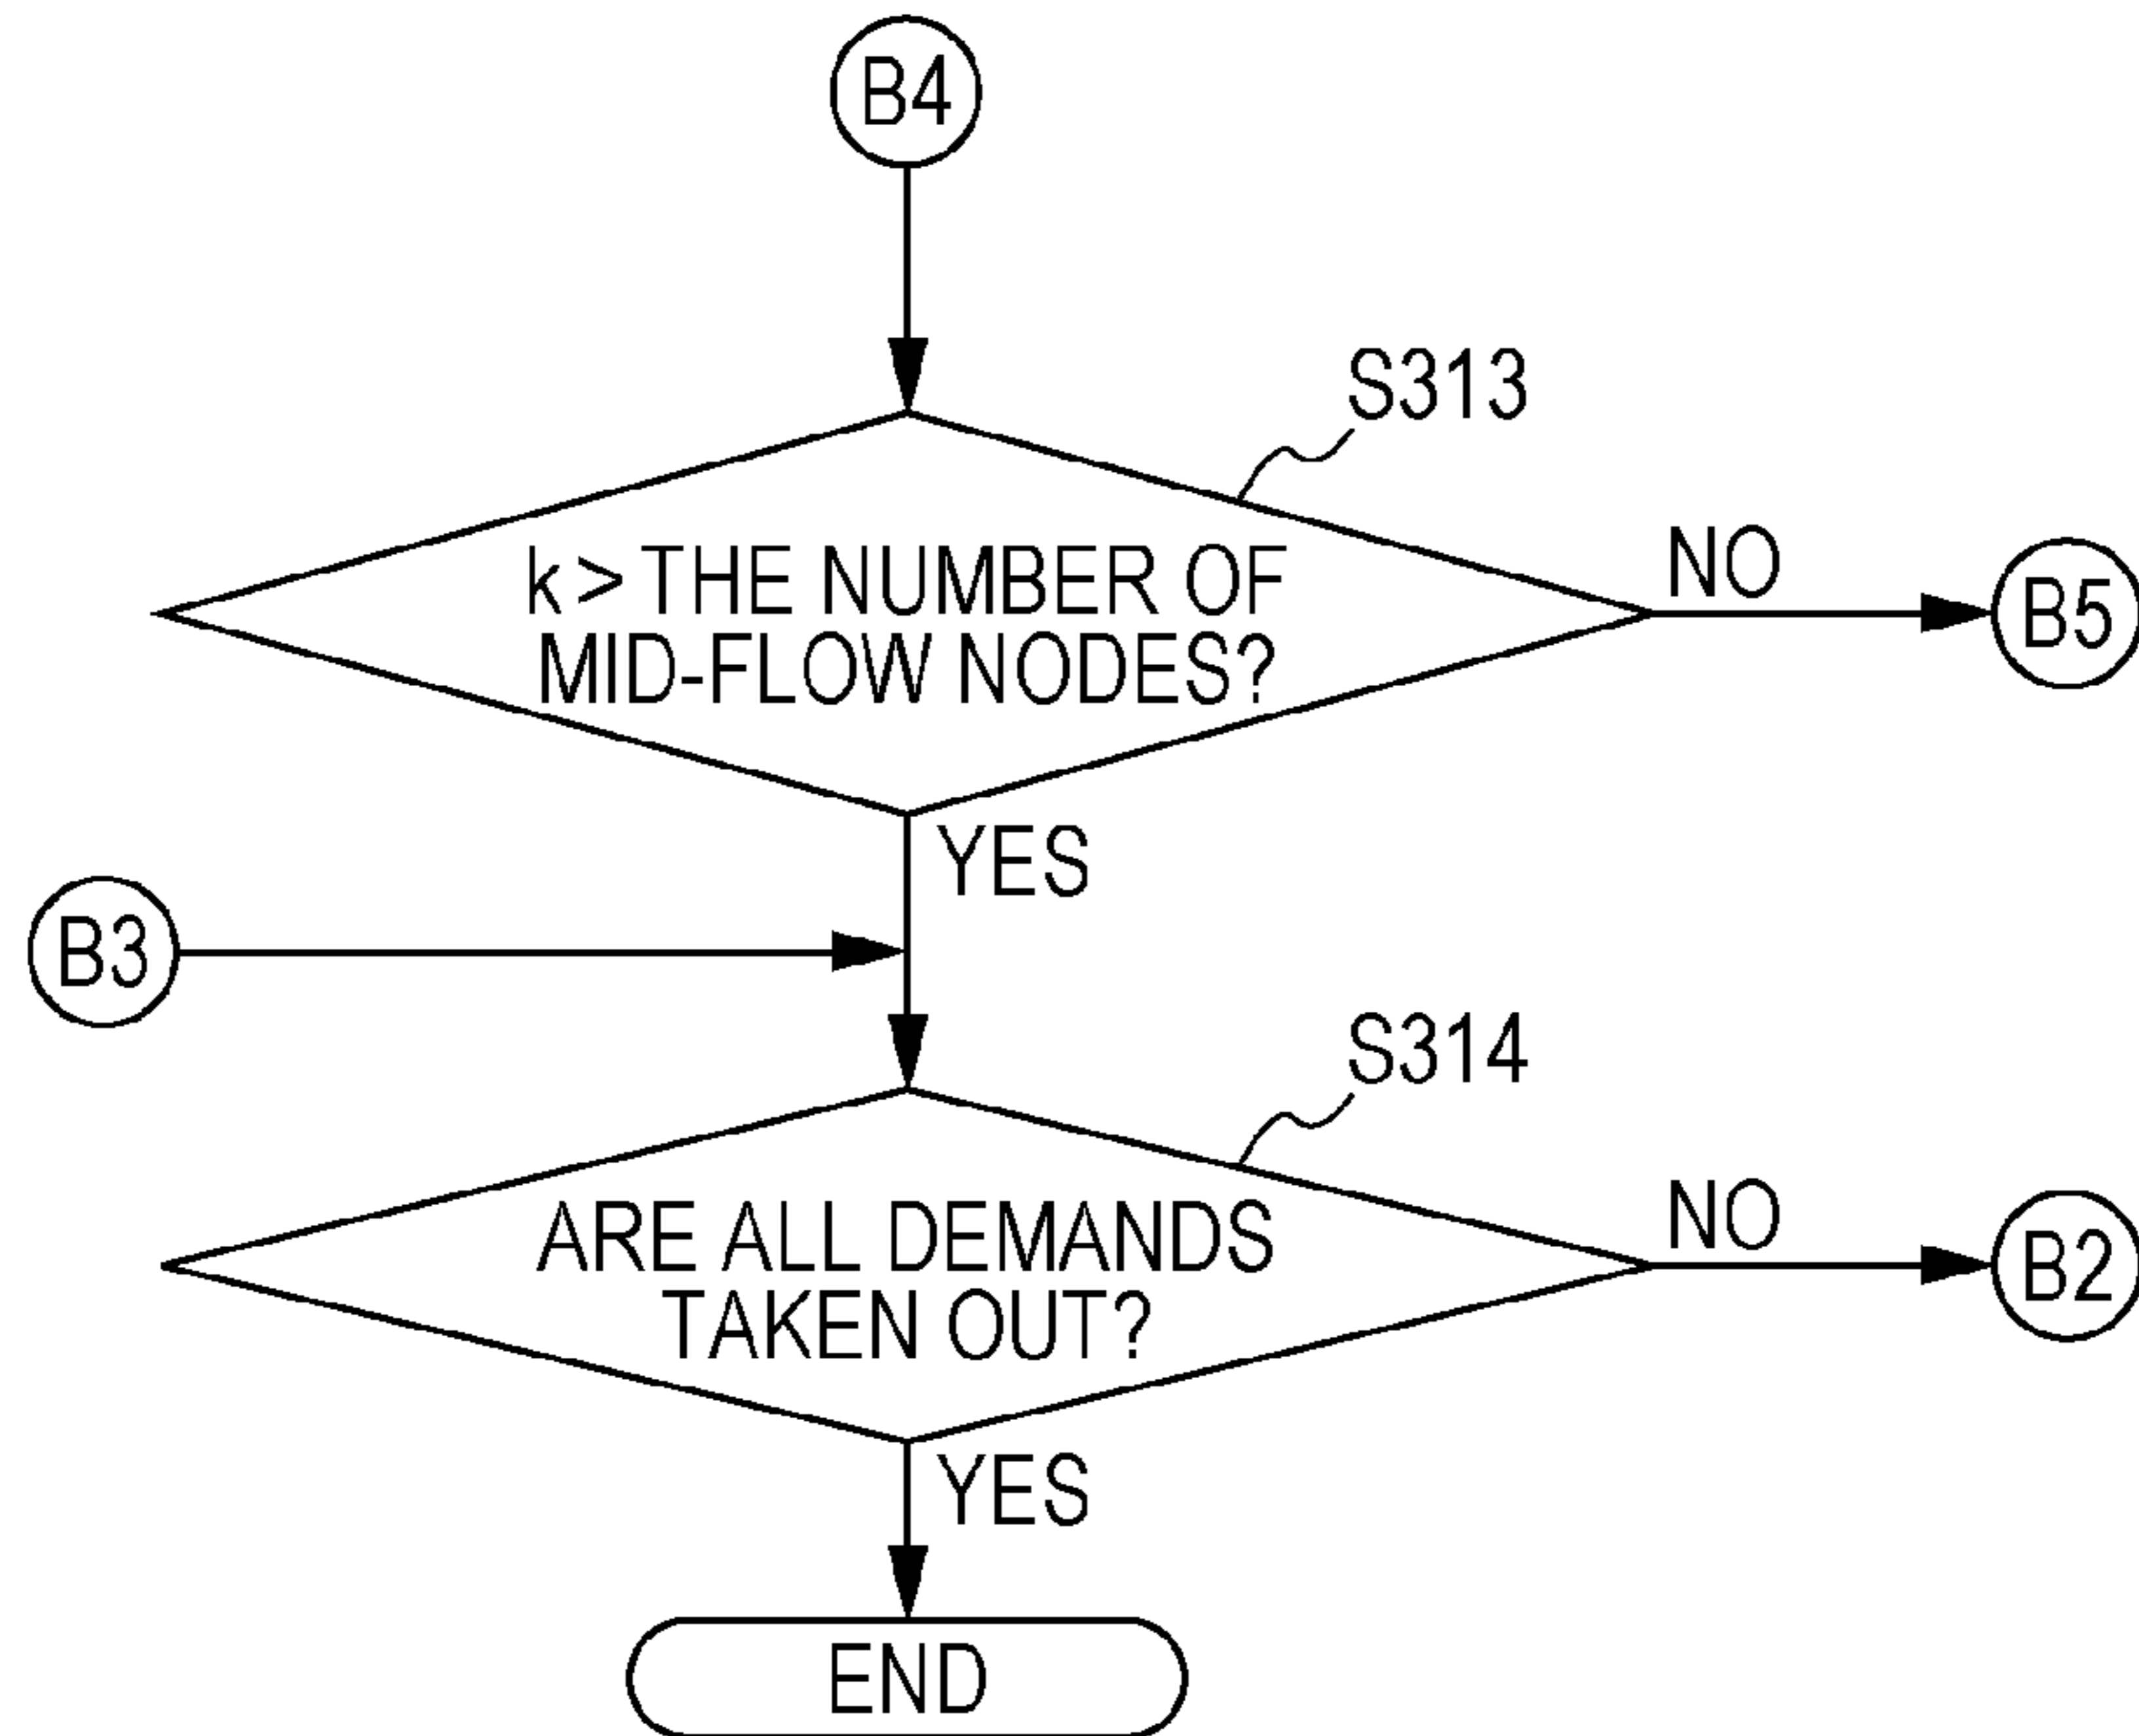 B4
S313
k > THE NUMBER OF
MID-FLOW NODES?
NO
B5
YES
B3
S314
ARE ALL DEMANDS
TAKEN OUT?
NO
B2
YES
END